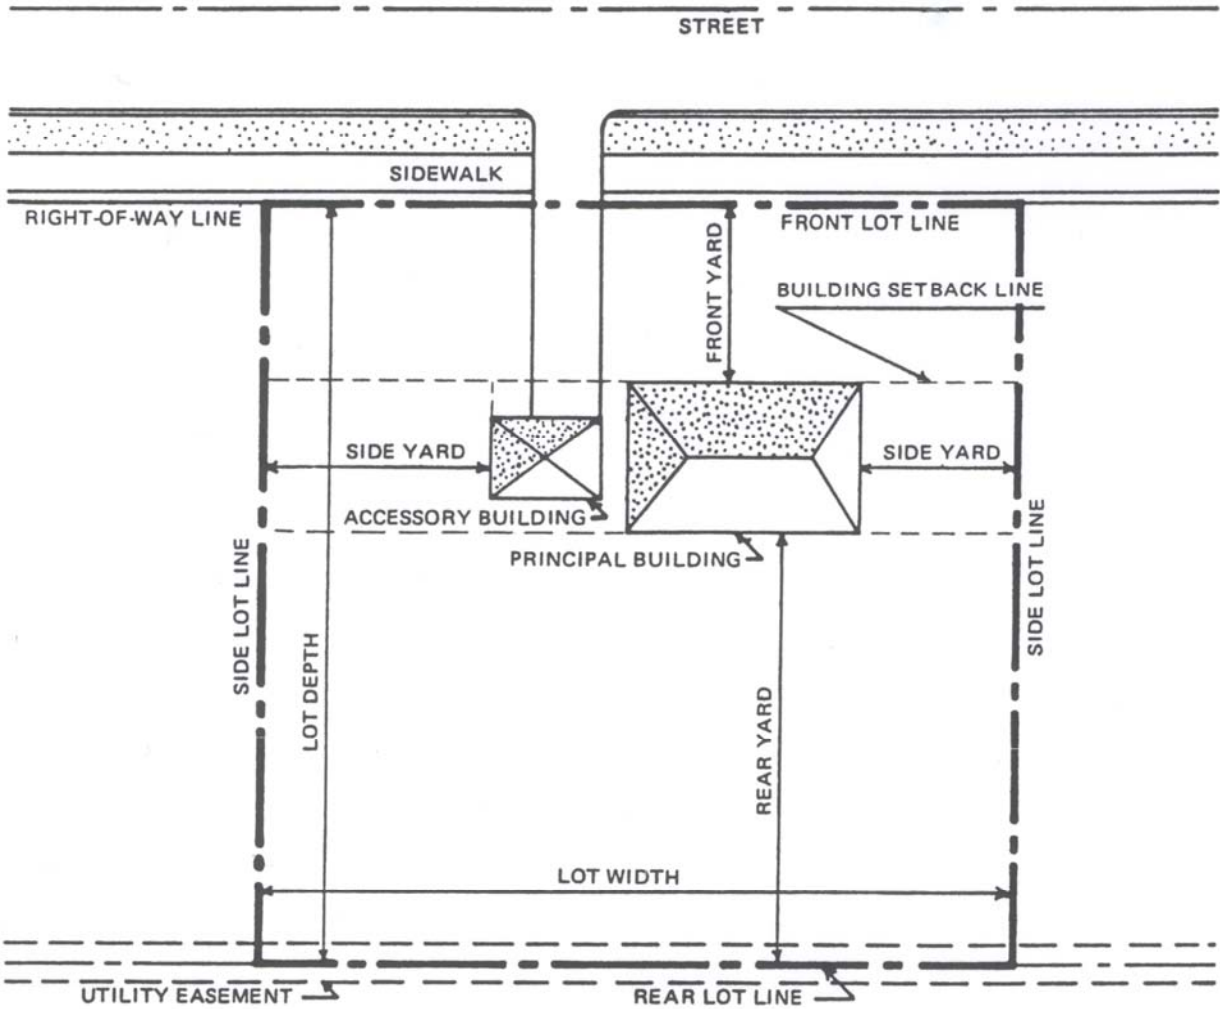 STREET
SIDEWALK
RIGHT-OF-WAY LINE
FRONT LOT LINE
FRONT YARD
BUILDING SETBACK LINE
SIDE YARD
SIDE YARD
ACCESSORY BUILDING
PRINCIPAL BUILDING
SIDE LOT LINE
SIDE LOT LINE
LOT DEPTH
REAR YARD
LOT WIDTH
UTILITY EASEMENT
REAR LOT LINE